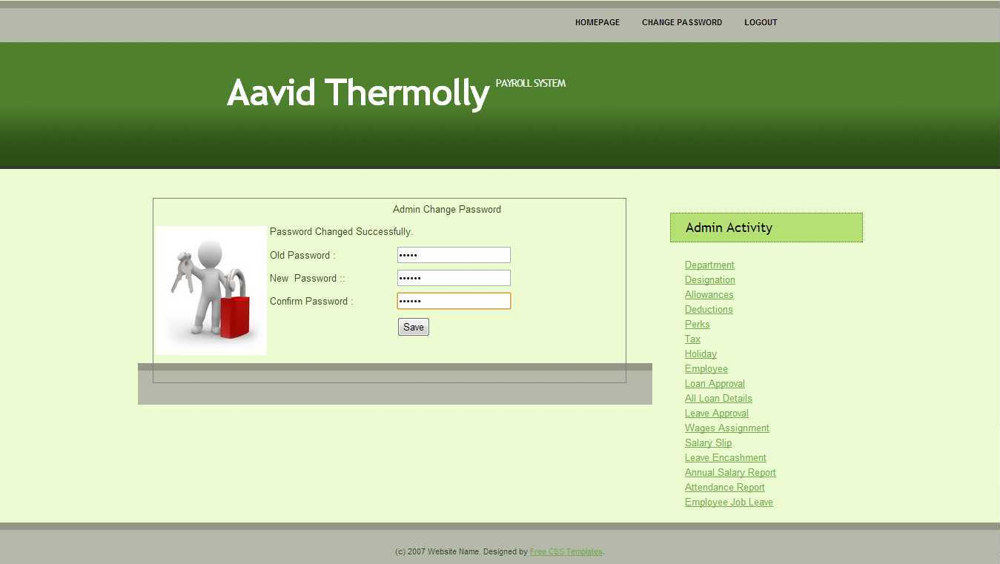 HOMEPAGE CHANGE PASSWORD LOGOUT
Aavid Thermolly PAYROLL SYSTEM
Admin Change Password
Password Changed Successfully.
Old Password : •••••
New  Password :: ••••••
Confirm Password : ••••••
Save
Admin Activity
Department
Designation
Allowances
Deductions
Perks
Tax
Holiday
Employee
Loan Approval
All Loan Details
Leave Approval
Wages Assignment
Salary Slip
Leave Encashment
Annual Salary Report
Attendance Report
Employee Job Leave
(c) 2007 Website Name. Designed by Free CSS Templates.